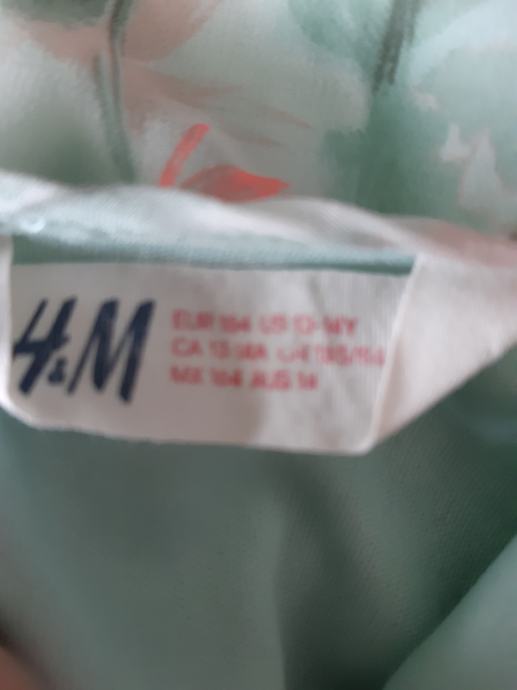 H&M
EUR 164 US 13-14Y
CA 13-14A
MX 164 AUS 14